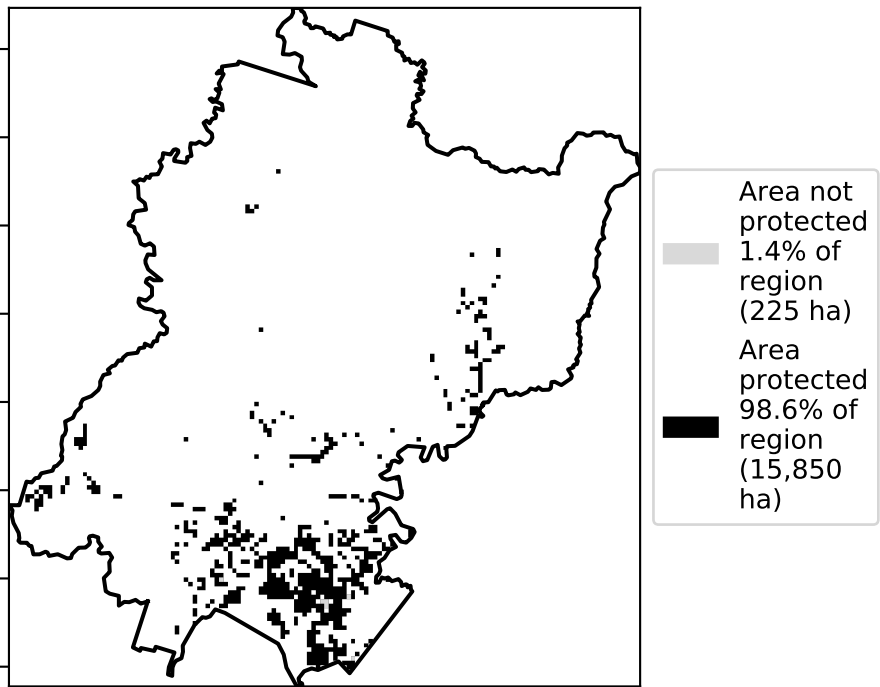 Area not
protected
1.4% of
region
(225 ha)
Area
protected
98.6% of
region
(15,850
ha)